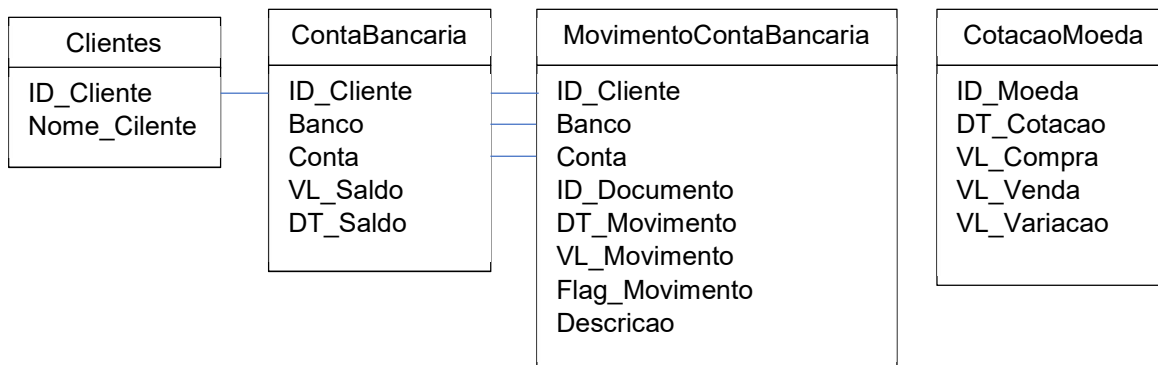 Clientes
ID_Cliente
Nome_Cilente
ContaBancaria
ID_Cliente
Banco
Conta
VL_Saldo
DT_Saldo
MovimentoContaBancaria
ID_Cliente
Banco
Conta
ID_Documento
DT_Movimento
VL_Movimento
Flag_Movimento
Descricao
CotacaoMoeda
ID_Moeda
DT_Cotacao
VL_Compra
VL_Venda
VL_Variacao